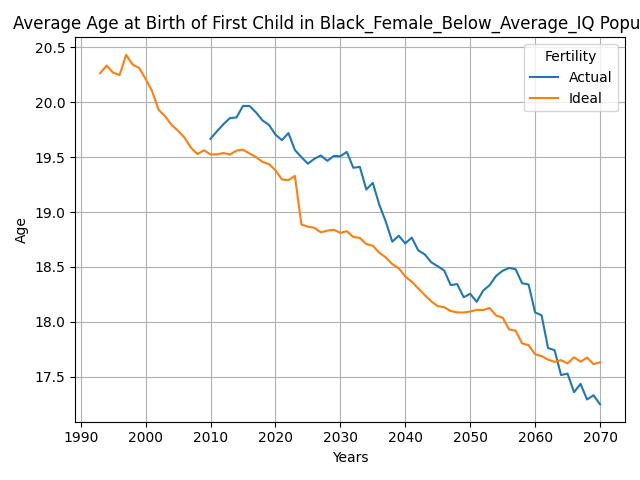 Average Age at Birth of First Child in Black_Female_Below_Average_IQ Popu
20.5
20.0
19.5
19.0
18.5
18.0
17.5
Age
Fertility
Actual
Ideal
1990 2000 2010 2020 2030 2040 2050 2060 2070
Years